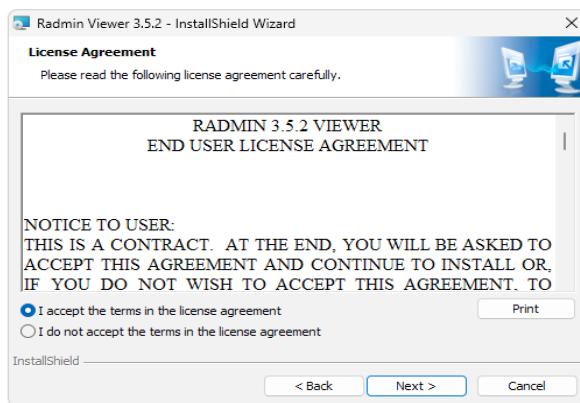 Radmin Viewer 3.5.2 - InstallShield Wizard
License Agreement
Please read the following license agreement carefully.
RADMIN 3.5.2 VIEWER
END USER LICENSE AGREEMENT
NOTICE TO USER:
THIS IS A CONTRACT. AT THE END, YOU WILL BE ASKED TO
ACCEPT THIS AGREEMENT AND CONTINUE TO INSTALL OR,
IF YOU DO NOT WISH TO ACCEPT THIS AGREEMENT, TO
I accept the terms in the license agreement
Print
I do not accept the terms in the license agreement
InstallShield
< Back
Next >
Cancel